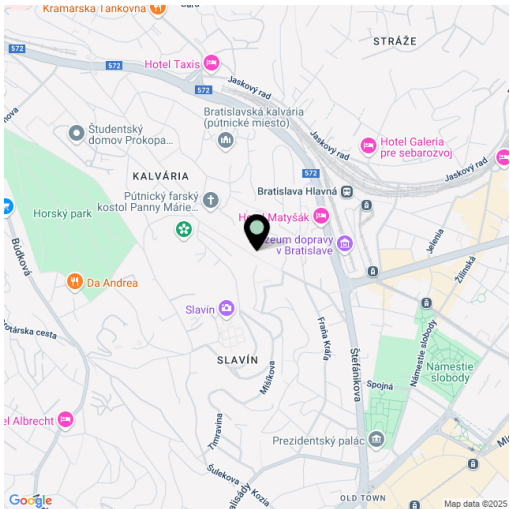 Kramárska Tankovňa
STRÁŽE
572
Hotel Taxis
572
Jaskový rad
572
Bratislavská kalvária
(pútnické miesto)
Študentský
domov Prokopa...
Jaskový rad
Hotel Galeria
pre sebarozvoj
Jaskový rad
KALVÁRIA
572
Pútnický farský
kostol Panny Márie...
Bratislava Hlavná
Horský park
Hotel Matyšák
Múzeum dopravy
v Bratislave
Jelenia
Žilinská
Búdková
Da Andrea
Slavín
Fraňa Kráľa
Štefánikova
Námestie slobody
SLAVÍN
Mišíkova
Námestie
slobody
Spojná
Timravina
Prezidentský palác
Šulekova
Kozia
OLD TOWN
Google
Map data ©2025